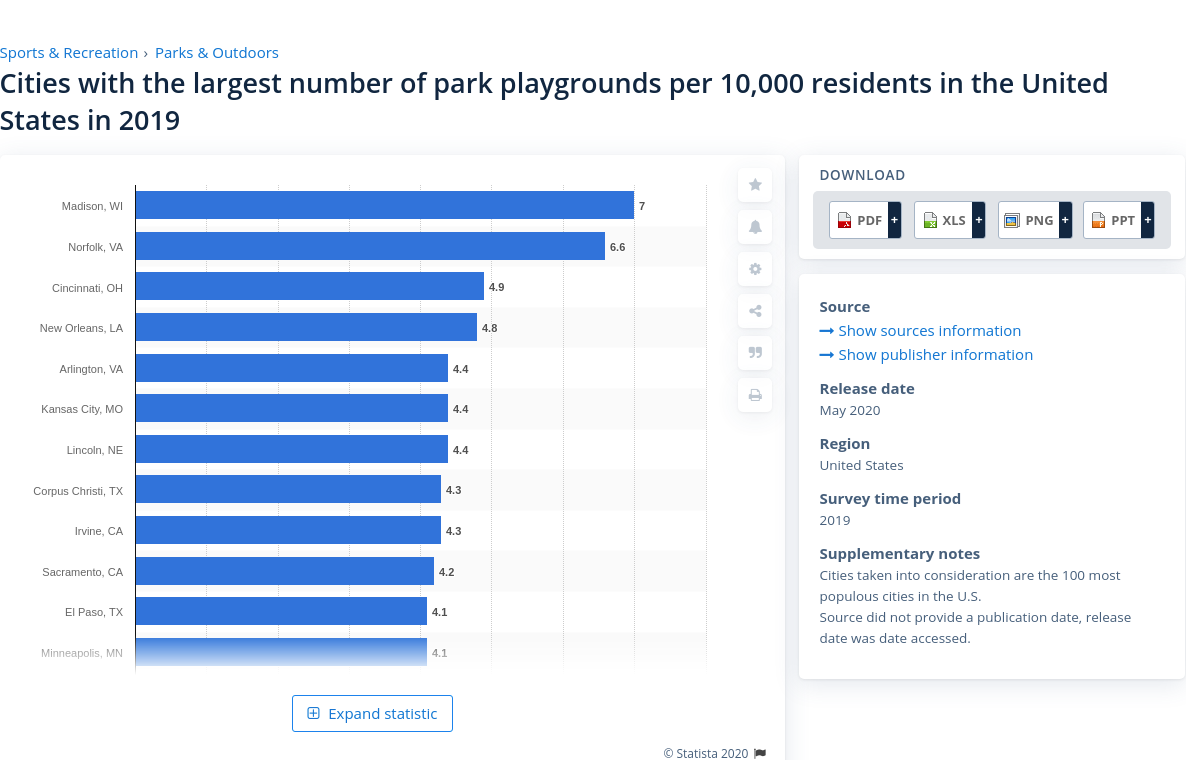 Sports & Recreation › Parks & Outdoors
Cities with the largest number of park playgrounds per 10,000 residents in the United
States in 2019
Madison, WI 7
Norfolk, VA 6.6
Cincinnati, OH 4.9
New Orleans, LA 4.8
Arlington, VA 4.4
Kansas City, MO 4.4
Lincoln, NE 4.4
Corpus Christi, TX 4.3
Irvine, CA 4.3
Sacramento, CA 4.2
El Paso, TX 4.1
Minneapolis, MN 4.1
Expand statistic
© Statista 2020
DOWNLOAD
PDF + XLS + PNG + PPT +
Source
Show sources information
Show publisher information
Release date
May 2020
Region
United States
Survey time period
2019
Supplementary notes
Cities taken into consideration are the 100 most
populous cities in the U.S.
Source did not provide a publication date, release
date was date accessed.